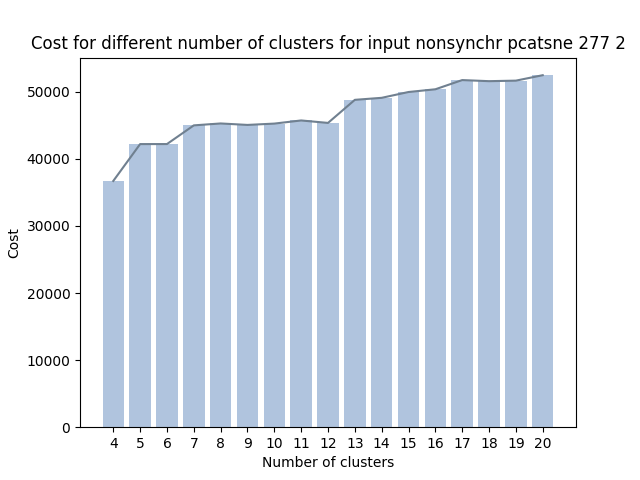 Cost for different number of clusters for input nonsynchr pcatsne 277 2
50000
40000
30000
20000
10000
0
Cost
4 5 6 7 8 9 10 11 12 13 14 15 16 17 18 19 20
Number of clusters